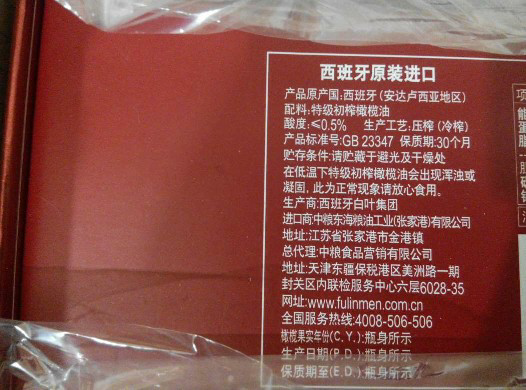 西班牙原装进口
产品原产国:西班牙(安达卢西亚地区)
配料:特级初榨橄榄油
酸度:≤0.5% 生产工艺:压榨(冷榨)
产品标准号:GB 23347 保质期:30个月
贮存条件:请贮藏于避光及干燥处
在低温下特级初榨橄榄油会出现浑浊或
凝固,此为正常现象请放心食用。
生产商:西班牙白叶集团
进口商:中粮东海粮油工业(张家港)有限公司
地址:江苏省张家港市金港镇
总代理:中粮食品营销有限公司
地址:天津东疆保税港区美洲路一期
封关区内联检服务中心六层6028-35
网址:www.fulinmen.com.cn
全国服务热线:4008-506-506
橄榄果实年份(C.Y.):瓶身所示
生产日期(P.D.):瓶身所示
保质期至(E.D.):瓶身所示
项
能
蛋
脂